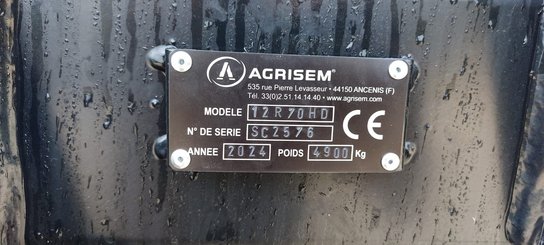 AGRISEM®
535 rue Pierre Levasseur • 44150 ANCENIS (F)
Tél. 33(0)2.51.14.14.40 • www.agrisem.com
MODELE 12R70HD
N° DE SERIE SC2576 CE
ANNEE 2024 POIDS 4900 Kg